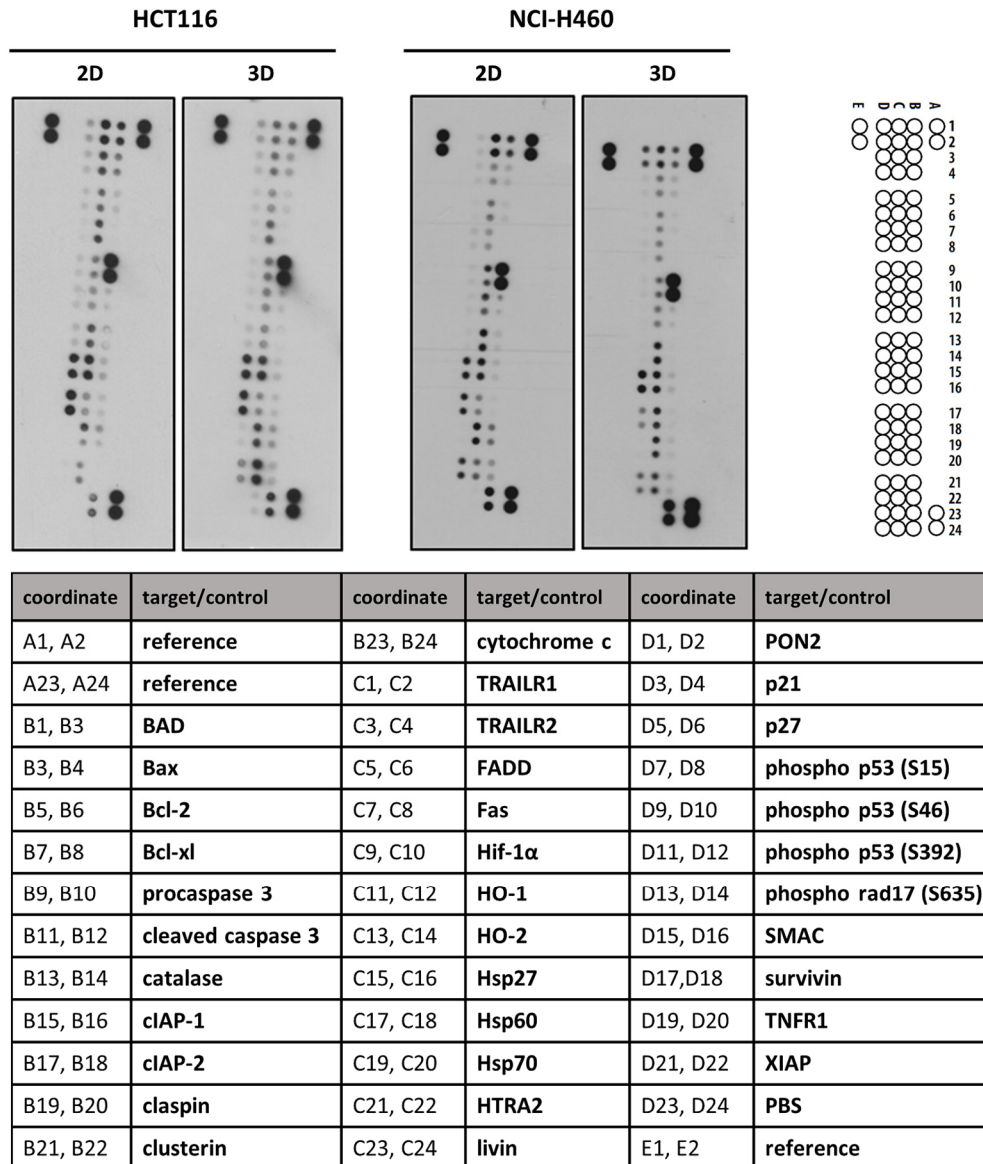 HCT116 NCI-H460
2D 3D 2D 3D
E D C B A
1
2
3
4
5
6
7
8
9
10
11
12
13
14
15
16
17
18
19
20
21
22
23
24
coordinate target/control coordinate target/control coordinate target/control
A1, A2 reference B23, B24 cytochrome c D1, D2 PON2
A23, A24 reference C1, C2 TRAILR1 D3, D4 p21
B1, B3 BAD C3, C4 TRAILR2 D5, D6 p27
B3, B4 Bax C5, C6 FADD D7, D8 phospho p53 (S15)
B5, B6 Bcl-2 C7, C8 Fas D9, D10 phospho p53 (S46)
B7, B8 Bcl-xl C9, C10 Hif-1α D11, D12 phospho p53 (S392)
B9, B10 procaspase 3 C11, C12 HO-1 D13, D14 phospho rad17 (S635)
B11, B12 cleaved caspase 3 C13, C14 HO-2 D15, D16 SMAC
B13, B14 catalase C15, C16 Hsp27 D17,D18 survivin
B15, B16 cIAP-1 C17, C18 Hsp60 D19, D20 TNFR1
B17, B18 cIAP-2 C19, C20 Hsp70 D21, D22 XIAP
B19, B20 claspin C21, C22 HTRA2 D23, D24 PBS
B21, B22 clusterin C23, C24 livin E1, E2 reference